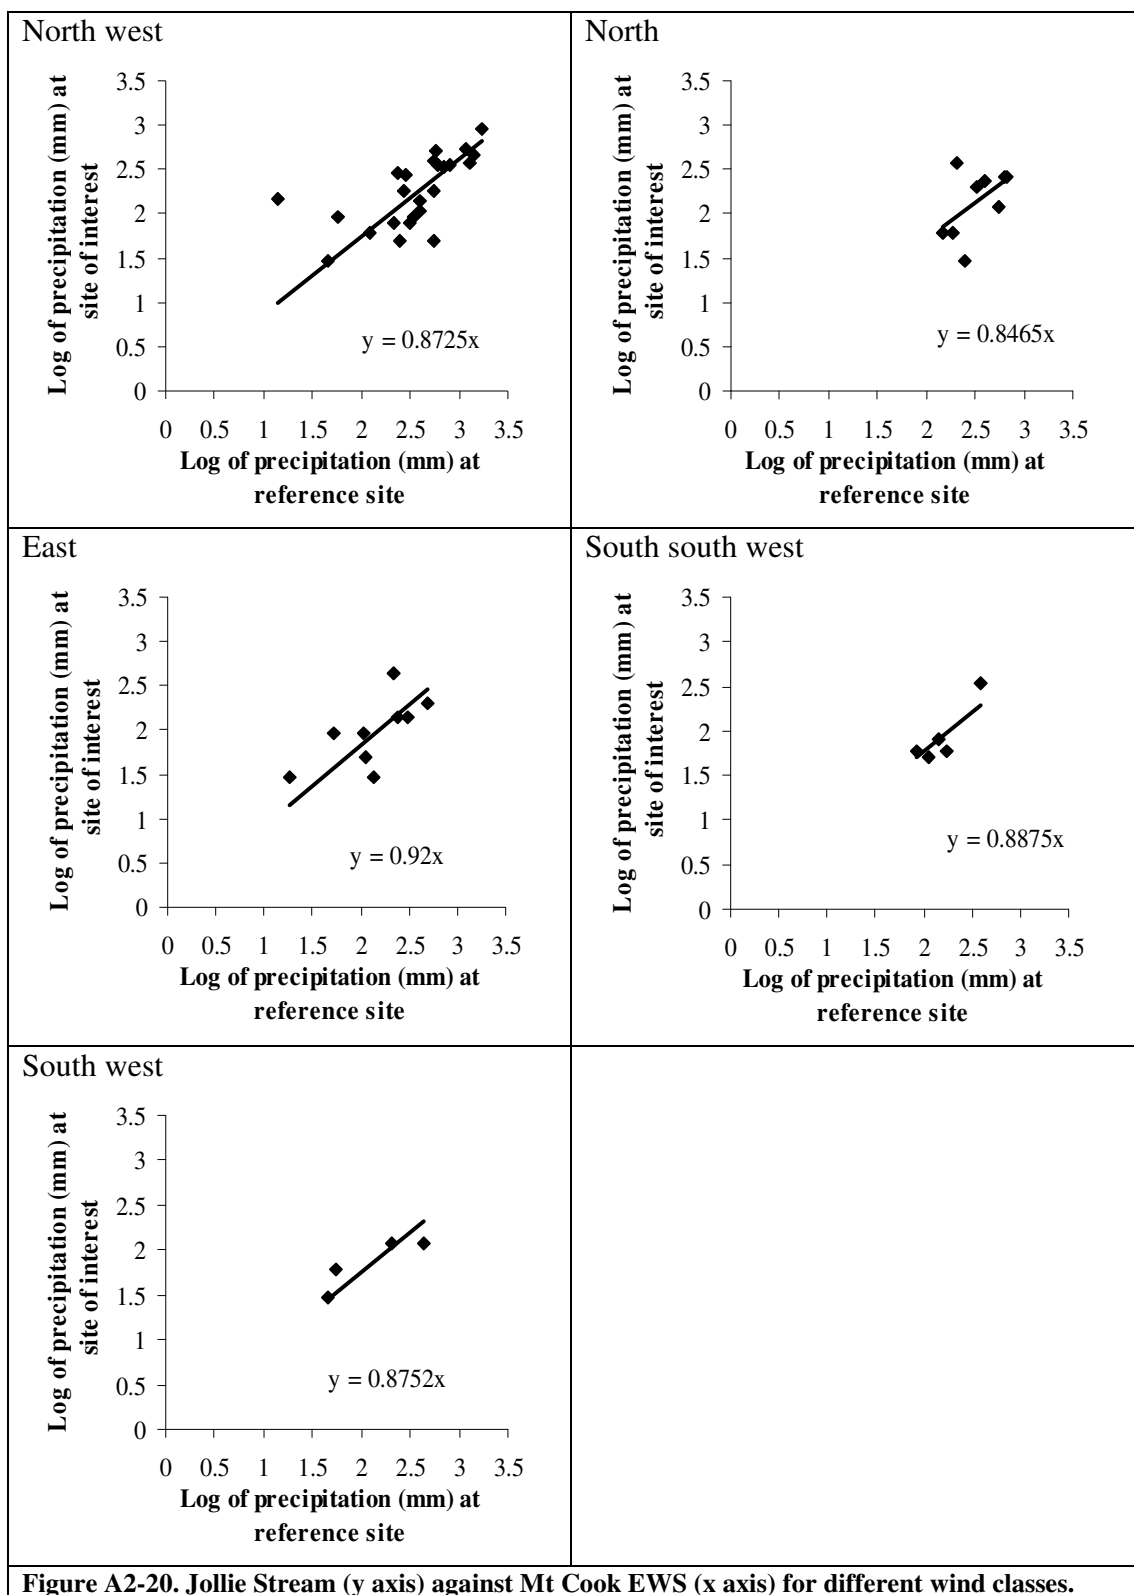 North west
Log of precipitation (mm) at
site of interest
3.5
3
2.5
2
1.5
1
0.5
0
y = 0.8725x
0 0.5 1 1.5 2 2.5 3 3.5
Log of precipitation (mm) at
reference site
North
Log of precipitation (mm) at
site of interest
3.5
3
2.5
2
1.5
1
0.5
0
y = 0.8465x
0 0.5 1 1.5 2 2.5 3 3.5
Log of precipitation (mm) at
reference site
East
Log of precipitation (mm) at
site of interest
3.5
3
2.5
2
1.5
1
0.5
0
y = 0.92x
0 0.5 1 1.5 2 2.5 3 3.5
Log of precipitation (mm) at
reference site
South south west
Log of precipitation (mm) at
site of interest
3.5
3
2.5
2
1.5
1
0.5
0
y = 0.8875x
0 0.5 1 1.5 2 2.5 3 3.5
Log of precipitation (mm) at
reference site
South west
Log of precipitation (mm) at
site of interest
3.5
3
2.5
2
1.5
1
0.5
0
y = 0.8752x
0 0.5 1 1.5 2 2.5 3 3.5
Log of precipitation (mm) at
reference site
Figure A2-20. Jollie Stream (y axis) against Mt Cook EWS (x axis) for different wind classes.